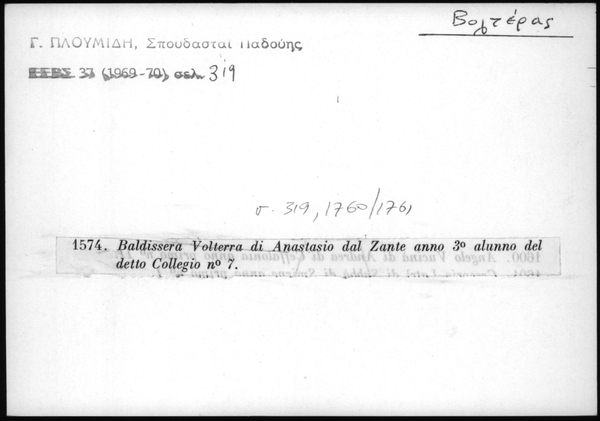 Βολτέρας
Γ. ΠΛΟΥΜΙΔΗ, Σπουδασταί Παδούης
ΕΕΒΣ 37 (1969-70) σελ. 319
σ. 319, 1760/1761
1574. Baldissera Volterra di Anastasio dal Zante anno 3º alunno del
detto Collegio nº 7.